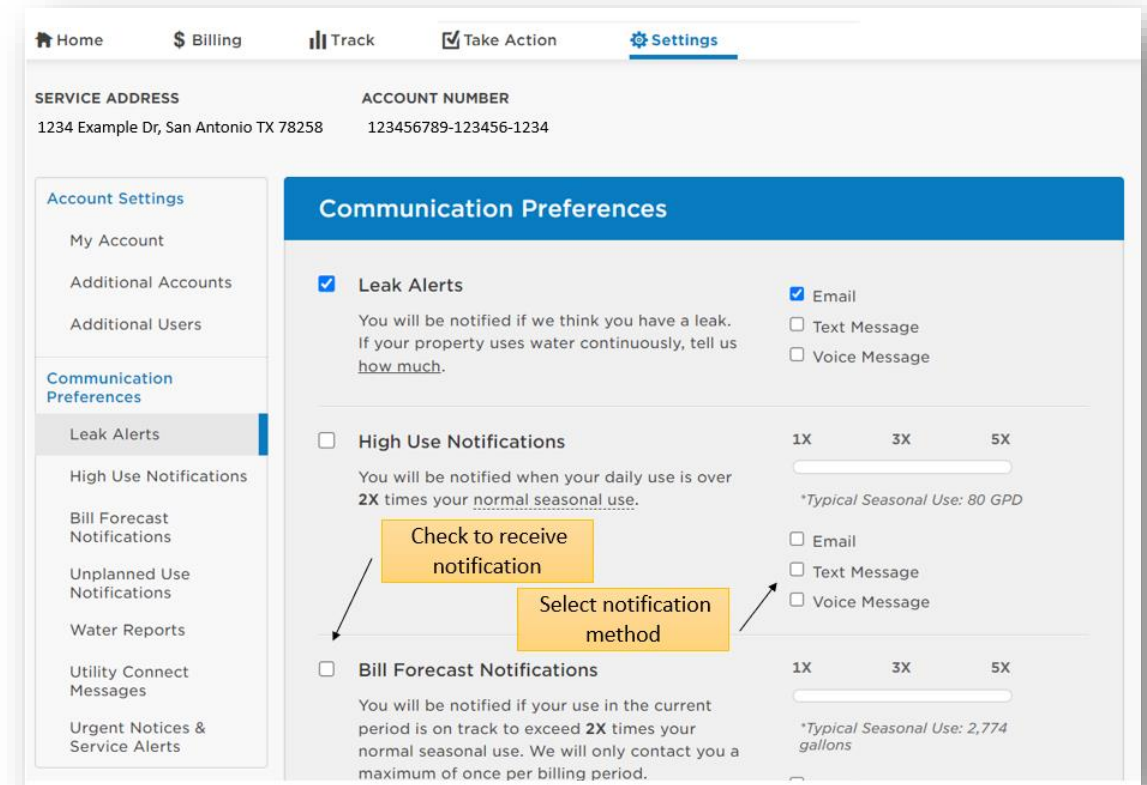 Home $ Billing Track Take Action Settings
SERVICE ADDRESS ACCOUNT NUMBER
1234 Example Dr, San Antonio TX 78258 123456789-123456-1234
Account Settings
My Account
Additional Accounts
Additional Users
Communication
Preferences
Leak Alerts
High Use Notifications
Bill Forecast
Notifications
Unplanned Use
Notifications
Water Reports
Utility Connect
Messages
Urgent Notices &
Service Alerts
Communication Preferences
Leak Alerts
You will be notified if we think you have a leak.
If your property uses water continuously, tell us
how much.
Email
Text Message
Voice Message
High Use Notifications
You will be notified when your daily use is over
2X times your normal seasonal use.
1X 3X 5X
*Typical Seasonal Use: 80 GPD
Email
Text Message
Voice Message
Check to receive
notification
Select notification
method
Bill Forecast Notifications
You will be notified if your use in the current
period is on track to exceed 2X times your
normal seasonal use. We will only contact you a
maximum of once per billing period.
1X 3X 5X
*Typical Seasonal Use: 2,774
gallons